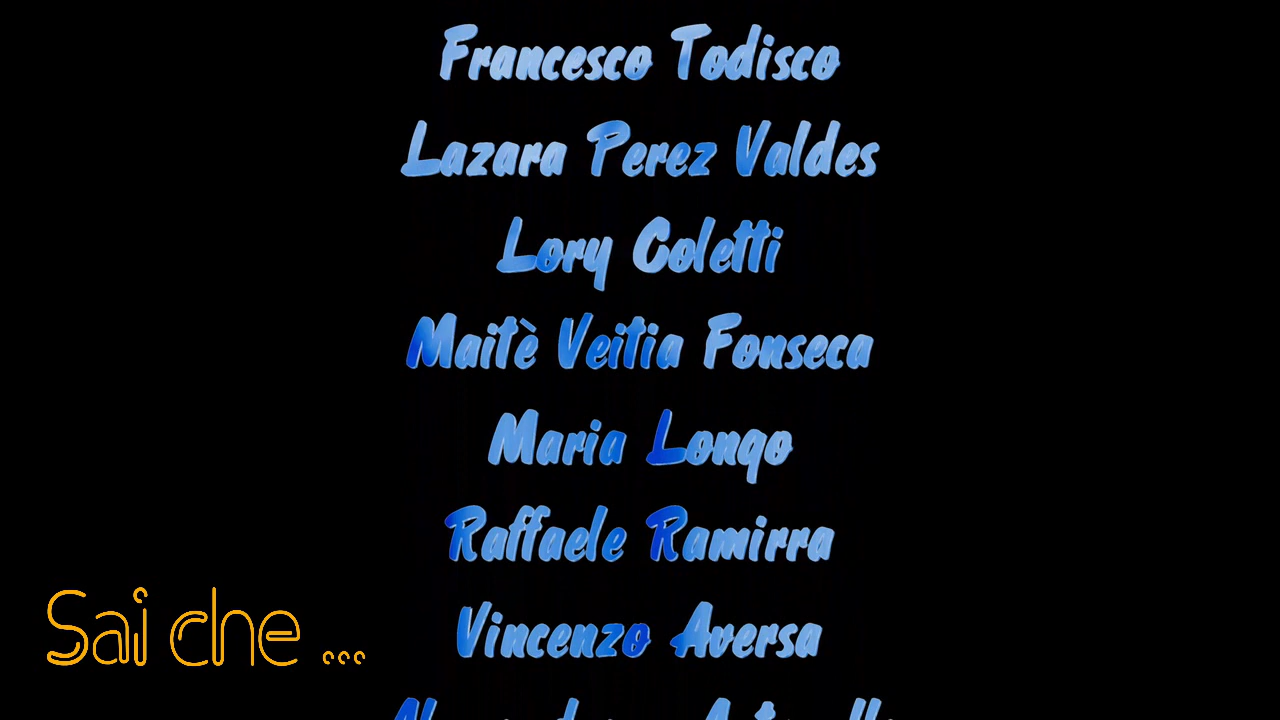 Francesco Todisco
Lazara Perez Valdes
Lory Coletti
Maitè Veitia Fonseca
Maria Longo
Raffaele Ramirra
Vincenzo Aversa
Sai che ...